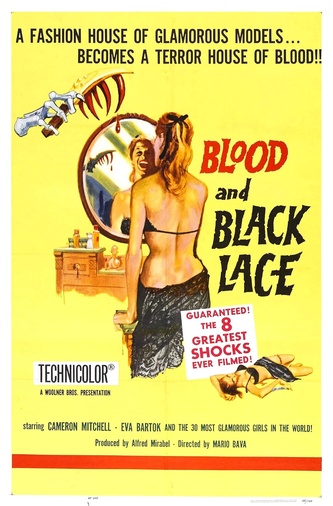 A FASHION HOUSE OF GLAMOROUS MODELS...
BECOMES A TERROR HOUSE OF BLOOD!!
BLOOD
and
BLACK
LACE
GUARANTEED!
THE 8
GREATEST
SHOCKS
EVER FILMED!
TECHNICOLOR®
A WOOLNER BROS. PRESENTATION
starring CAMERON MITCHELL - EVA BARTOK AND THE 30 MOST GLAMOROUS GIRLS IN THE WORLD!
Produced by Alfred Mirabel - Directed by MARIO BAVA